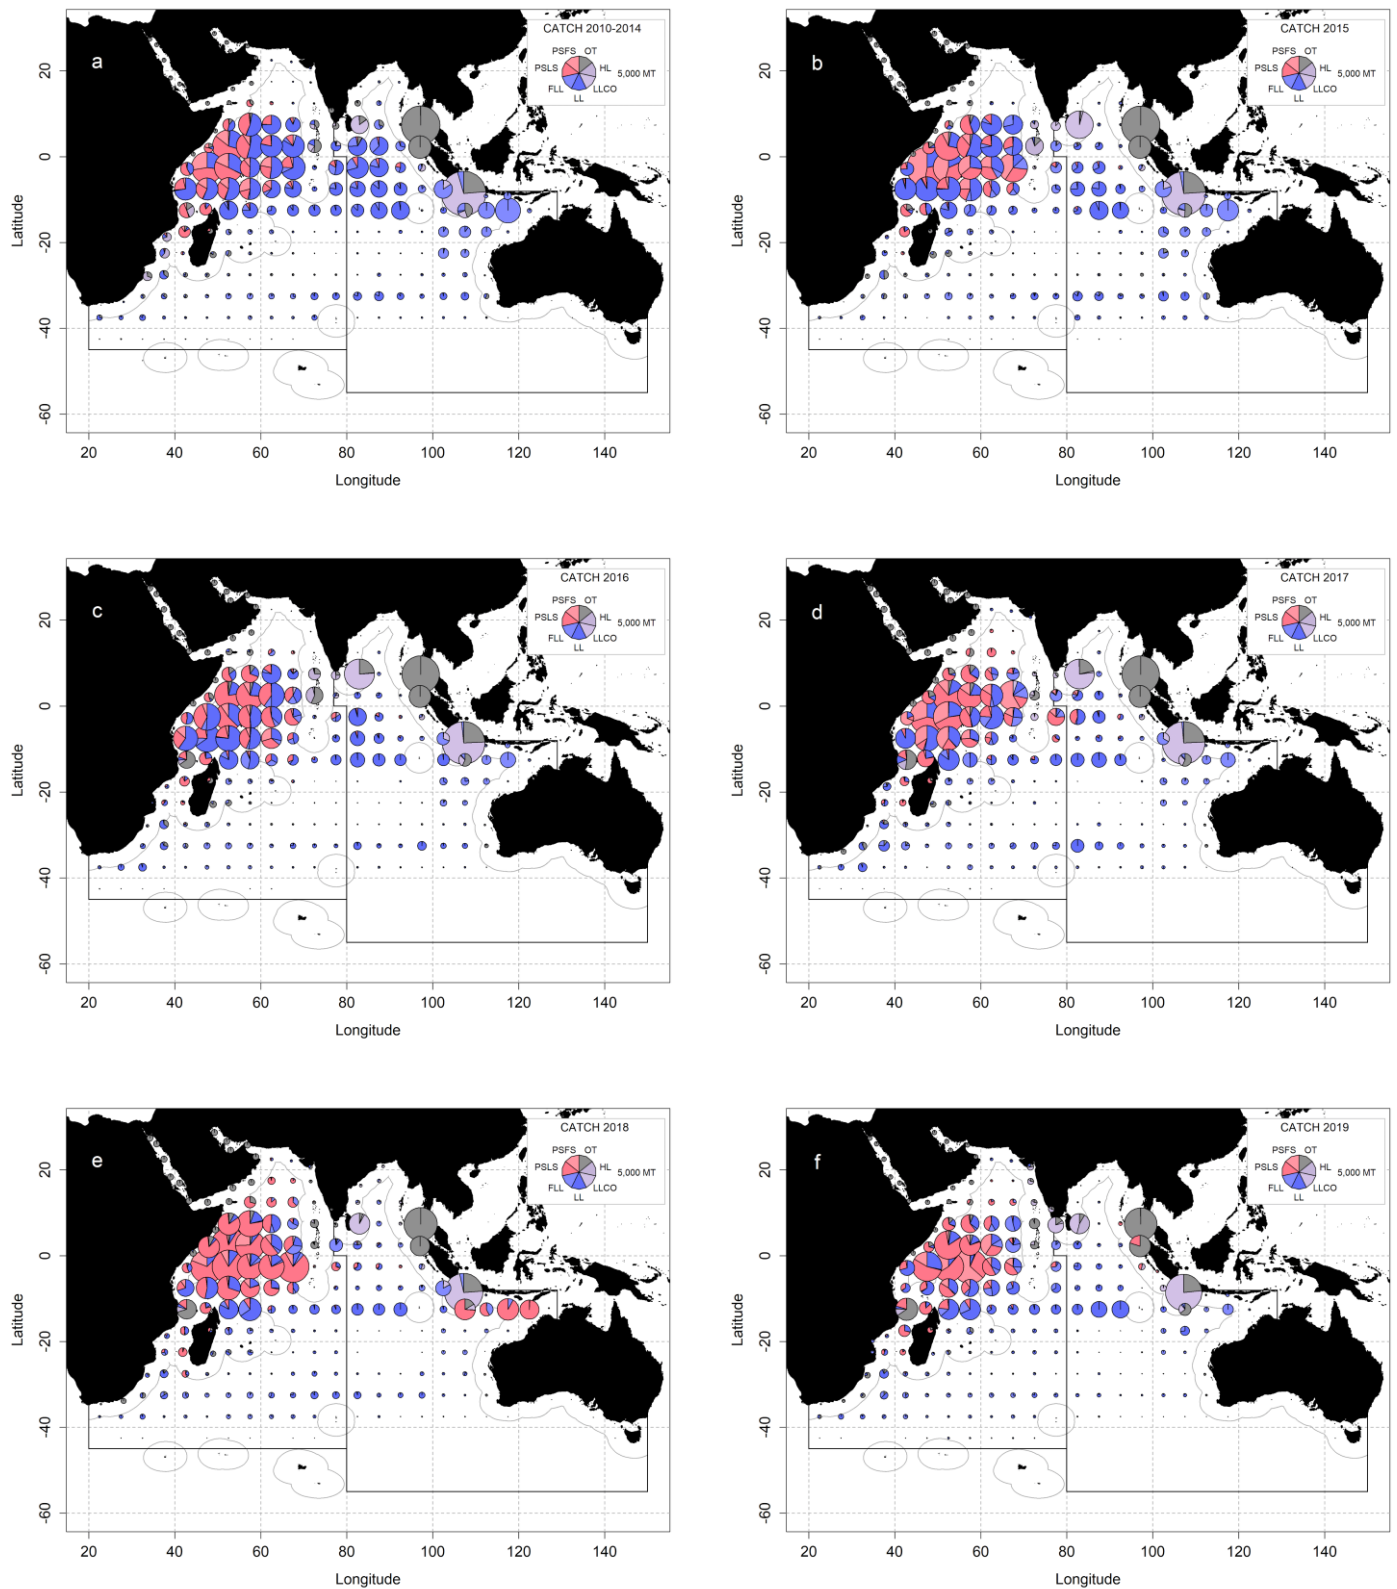 a
CATCH 2010-2014
PSFS OT
PSLS HL 5,000 MT
FLL LLCO
LL
20
0
20
40
-60
Latitude
20 40 60 80 100 120 140
Longitude
b
CATCH 2015
PSFS OT
PSLS HL 5,000 MT
FLL LLCO
LL
20
0
20
40
-60
Latitude
20 40 60 80 100 120 140
Longitude
c
CATCH 2016
PSFS OT
PSLS HL 5,000 MT
FLL LLCO
LL
20
0
-20
-40
-60
Latitude
20 40 60 80 100 120 140
Longitude
d
CATCH 2017
PSFS OT
PSLS HL 5,000 MT
FLL LLCO
LL
20
0
-20
-40
-60
Latitude
20 40 60 80 100 120 140
Longitude
e
CATCH 2018
PSFS OT
PSLS HL 5,000 MT
FLL LLCO
LL
20
0
-20
-40
-60
Latitude
20 40 60 80 100 120 140
Longitude
f
CATCH 2019
PSFS OT
PSLS HL 5,000 MT
FLL LLCO
LL
20
0
-20
-40
-60
Latitude
20 40 60 80 100 120 140
Longitude